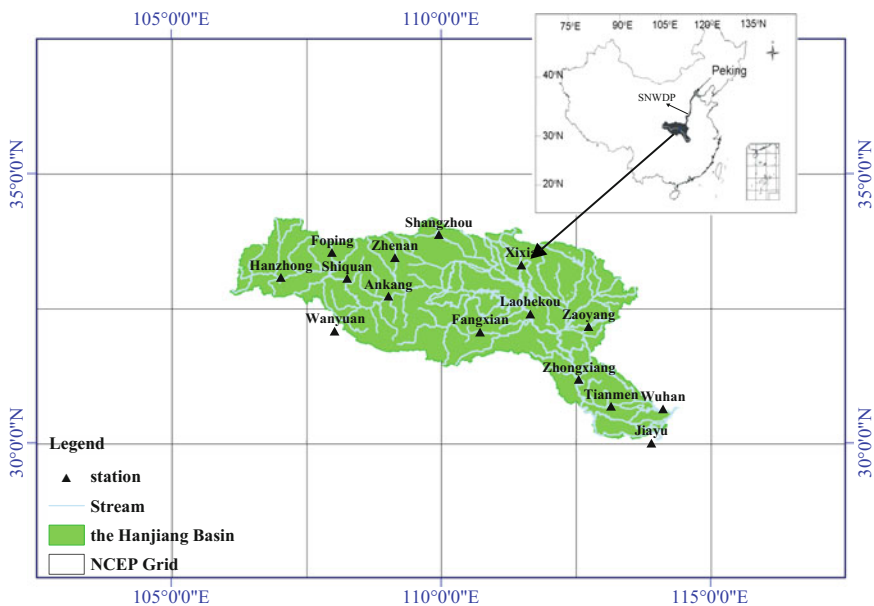 105°0'0"E
110°0'0"E
75°E 90°E 105°E 120°E 135°E
40°N
30°N
20°N
Peking
SNWDP
35°0'0"N
35°0'0"N
Shangzhou
Foping
Zhenan
Hanzhong
Shiquan
Ankang
Wanyuan
Laohekou
Fangxian
Zaoyang
Zhongxiang
Tianmen
Wuhan
Jiayu
30°0'0"N
30°0'0"N
Legend
station
Stream
the Hanjiang Basin
NCEP Grid
105°0'0"E
110°0'0"E
115°0'0"E